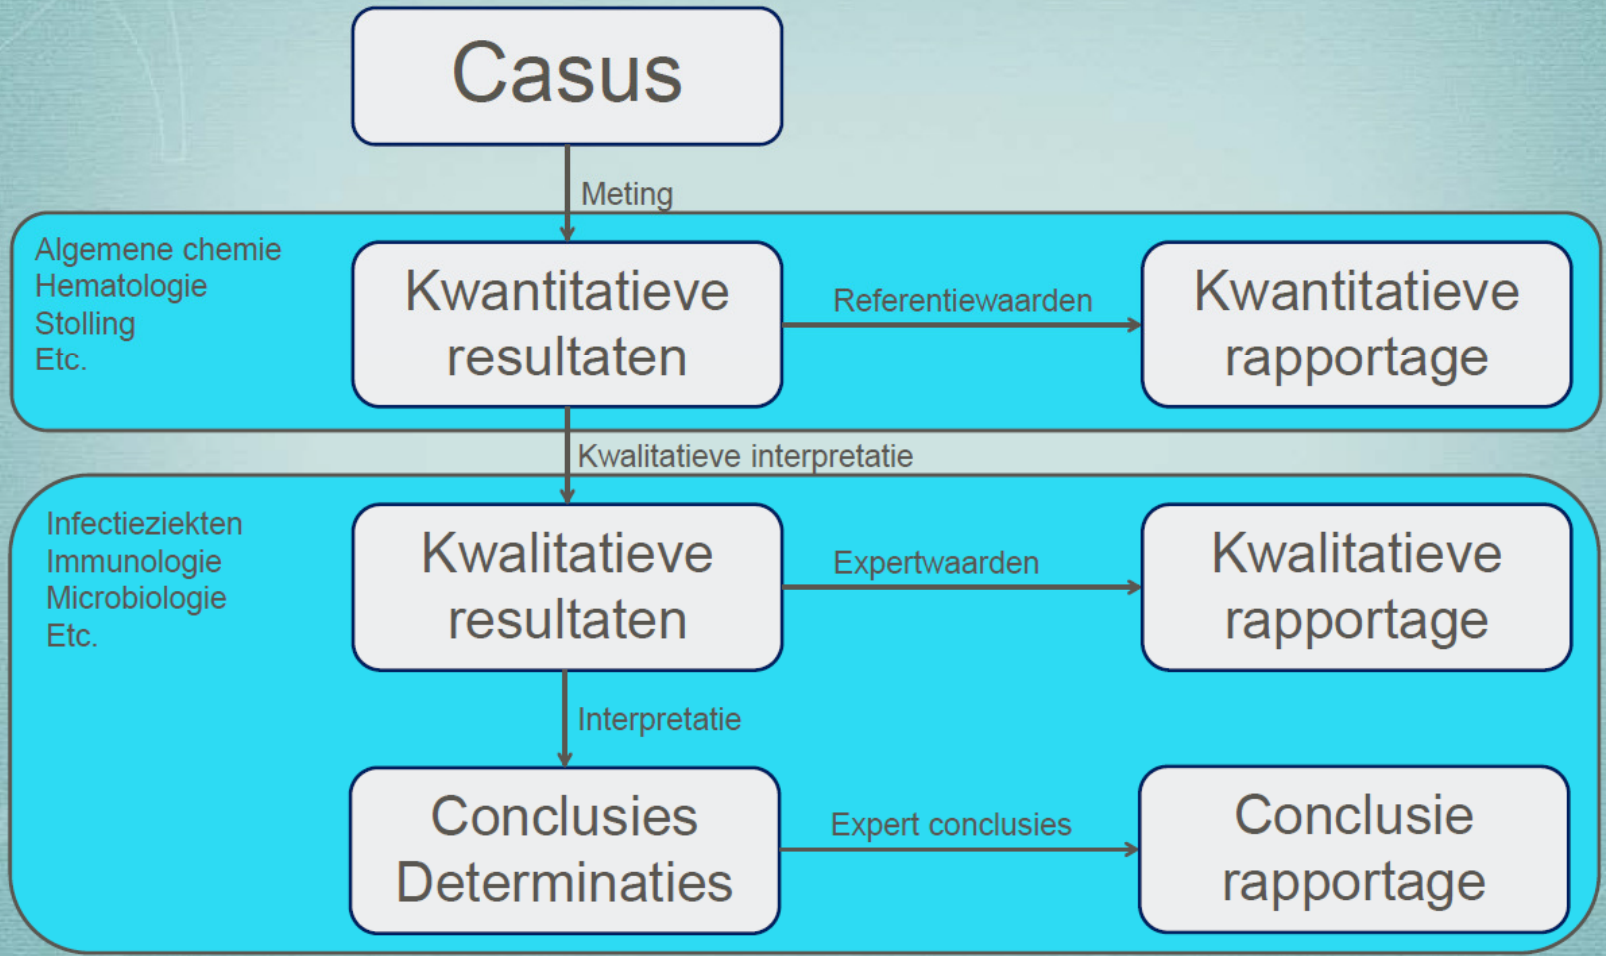 Casus
Meting
Algemene chemie
Hematologie
Stolling
Etc.
Kwantitatieve
resultaten
Referentiewaarden
Kwantitatieve
rapportage
Kwalitatieve interpretatie
Infectieziekten
Immunologie
Microbiologie
Etc.
Kwalitatieve
resultaten
Expertwaarden
Kwalitatieve
rapportage
Interpretatie
Conclusies
Determinaties
Expert conclusies
Conclusie
rapportage